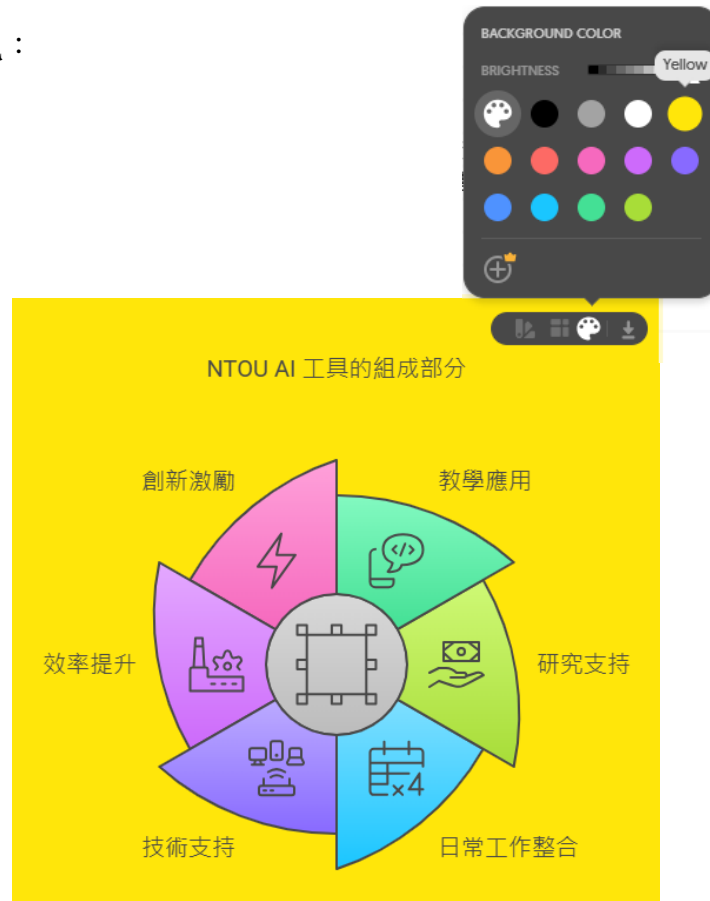 ：
BACKGROUND COLOR
BRIGHTNESS
Yellow
NTOU AI 工具的組成部分
創新激勵
教學應用
</>
效率提升
研究支持
x4
技術支持
日常工作整合